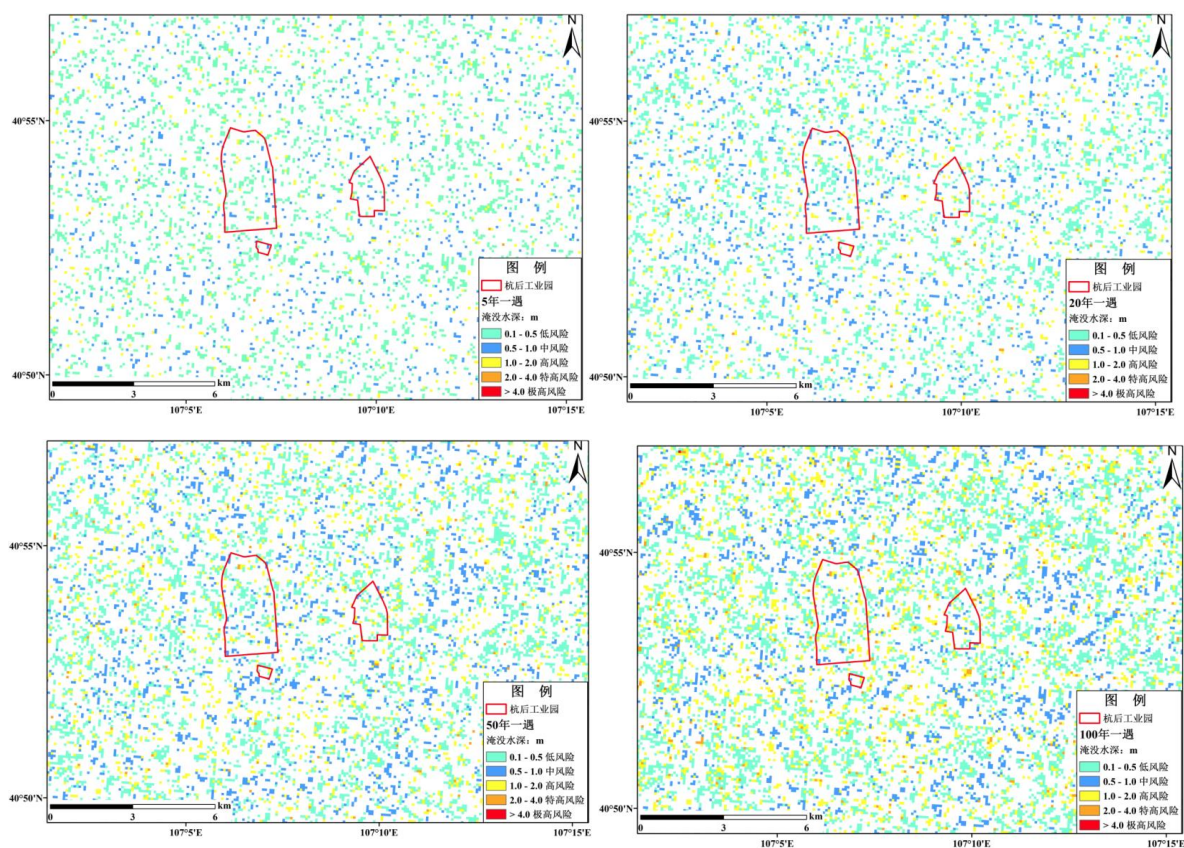 N
40°55'N
40°50'N
图 例
杭后工业园
5年一遇
淹没水深：m
0.1 - 0.5 低风险
0.5 - 1.0 中风险
1.0 - 2.0 高风险
2.0 - 4.0 特高风险
> 4.0 极高风险
km
0 3 6
107°5'E 107°10'E 107°15'E
N
40°55'N
40°50'N
图 例
杭后工业园
20年一遇
淹没水深：m
0.1 - 0.5 低风险
0.5 - 1.0 中风险
1.0 - 2.0 高风险
2.0 - 4.0 特高风险
> 4.0 极高风险
km
0 3 6
107°5'E 107°10'E 107°15'E
N
40°55'N
40°50'N
图 例
杭后工业园
50年一遇
淹没水深：m
0.1 - 0.5 低风险
0.5 - 1.0 中风险
1.0 - 2.0 高风险
2.0 - 4.0 特高风险
> 4.0 极高风险
km
0 3 6
107°5'E 107°10'E 107°15'E
N
40°55'N
40°50'N
图 例
杭后工业园
100年一遇
淹没水深：m
0.1 - 0.5 低风险
0.5 - 1.0 中风险
1.0 - 2.0 高风险
2.0 - 4.0 特高风险
> 4.0 极高风险
km
0 3 6
107°5'E 107°10'E 107°15'E